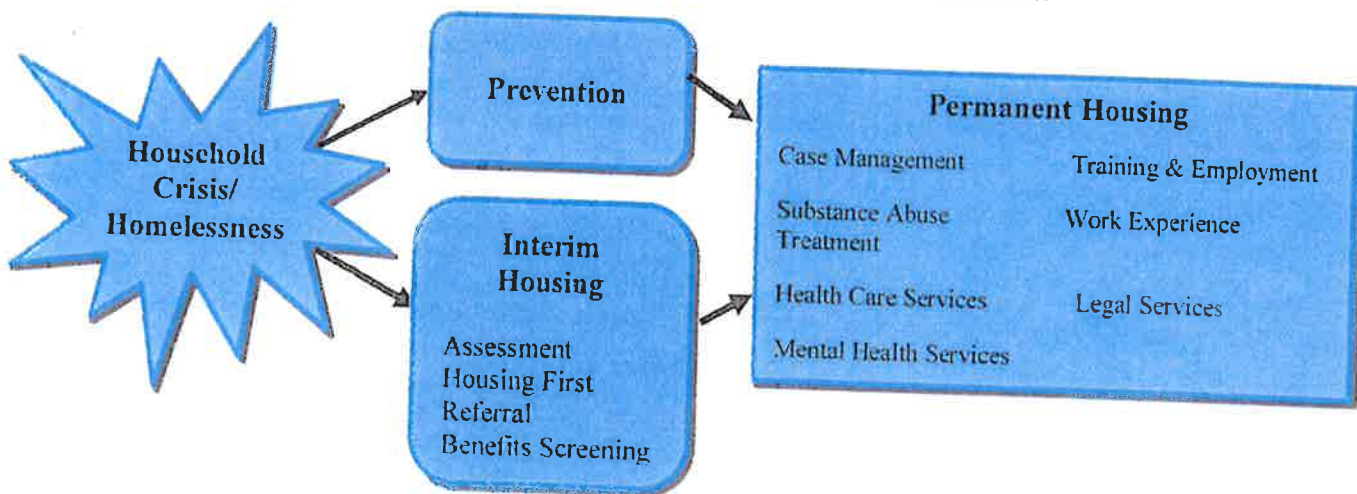 Household
Crisis/
Homelessness
Prevention
Interim
Housing
Assessment
Housing First
Referral
Benefits Screening
Permanent Housing
Case Management
Training & Employment
Substance Abuse
Treatment
Work Experience
Health Care Services
Legal Services
Mental Health Services